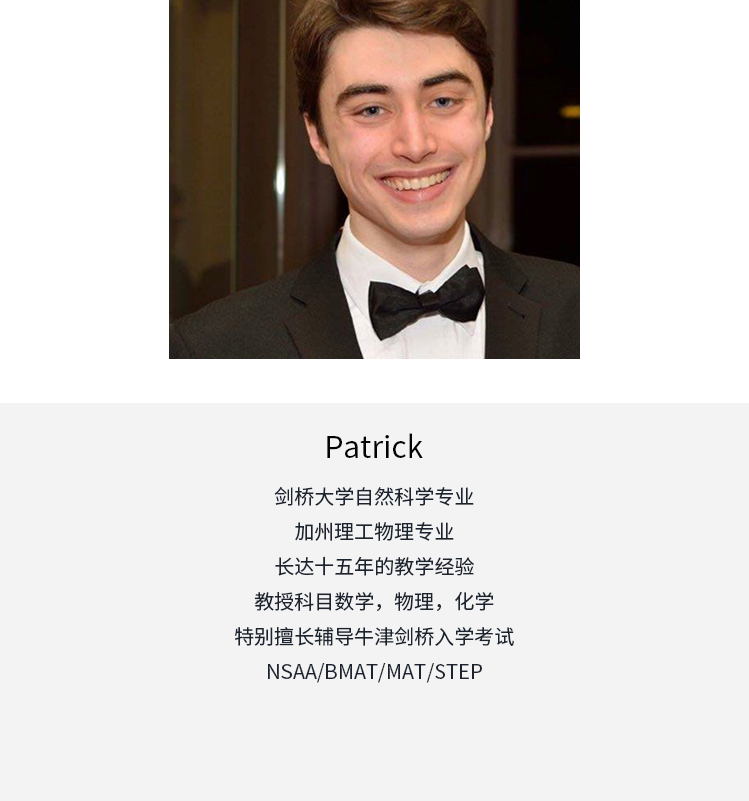 Patrick
剑桥大学自然科学专业
加州理工物理专业
长达十五年的教学经验
教授科目数学，物理，化学
特别擅长辅导牛津剑桥入学考试
NSAA/BMAT/MAT/STEP